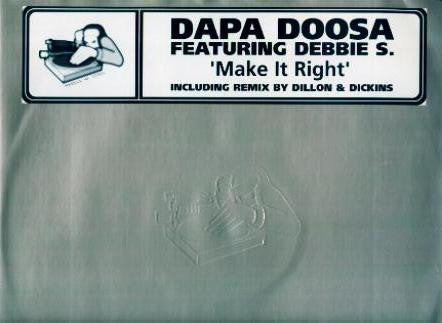 DAPA DOOSA
FEATURING DEBBIE S.
'Make It Right'
INCLUDING REMIX BY DILLON & DICKINS